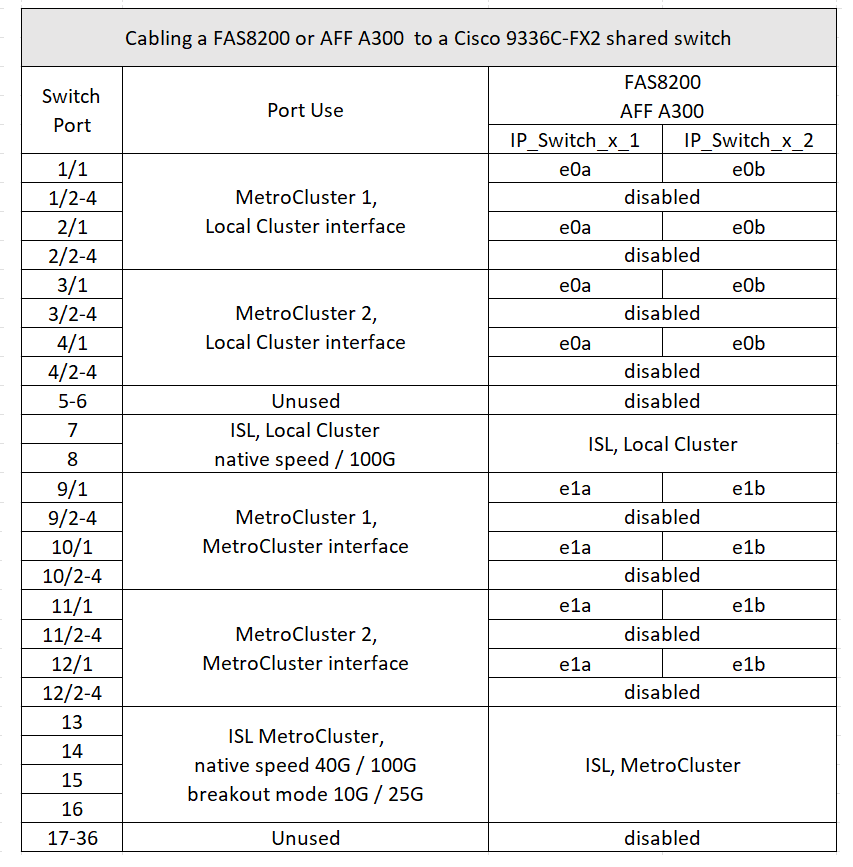 Cabling a FAS8200 or AFF A300 to a Cisco 9336C-FX2 shared switch
Switch
Port
Port Use
FAS8200
AFF A300
IP_Switch_x_1
IP_Switch_x_2
1/1
MetroCluster 1,
Local Cluster interface
e0a
e0b
1/2-4
disabled
2/1
e0a
e0b
2/2-4
disabled
3/1
MetroCluster 2,
Local Cluster interface
e0a
e0b
3/2-4
disabled
4/1
e0a
e0b
4/2-4
disabled
5-6
Unused
disabled
7
ISL, Local Cluster
native speed / 100G
ISL, Local Cluster
8
9/1
MetroCluster 1,
MetroCluster interface
e1a
e1b
9/2-4
disabled
10/1
e1a
e1b
10/2-4
disabled
11/1
MetroCluster 2,
MetroCluster interface
e1a
e1b
11/2-4
disabled
12/1
e1a
e1b
12/2-4
disabled
13
ISL MetroCluster,
native speed 40G / 100G
breakout mode 10G / 25G
ISL, MetroCluster
14
15
16
17-36
Unused
disabled